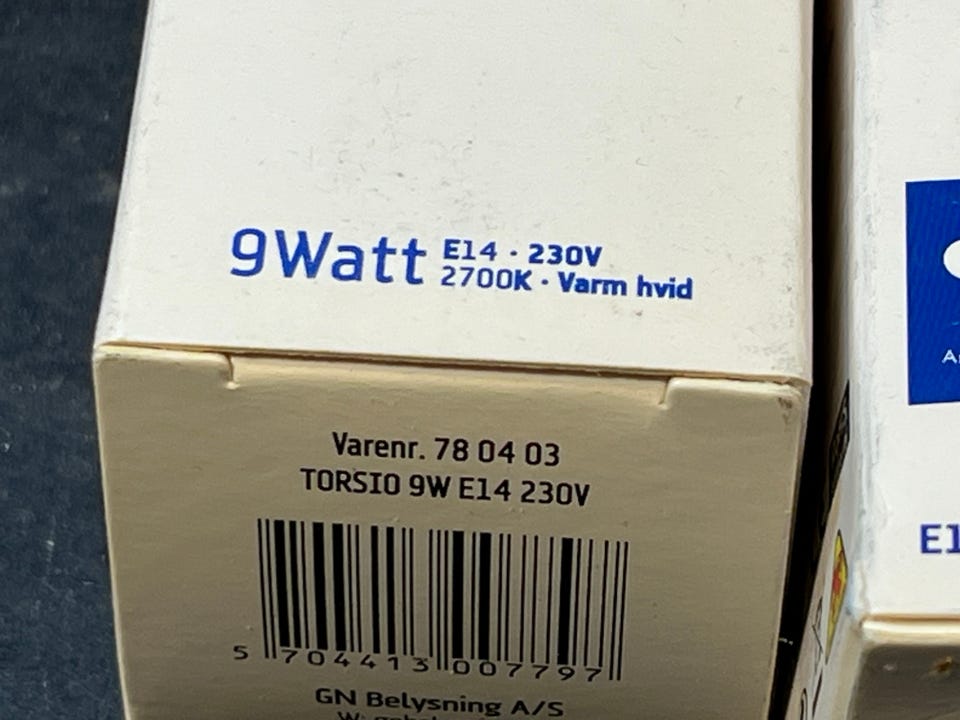 9Watt E14 · 230V
2700K · Varm hvid
Varenr. 78 04 03
TORSIO 9W E14 230V
5 704413 007797
GN Belysning A/S
E1